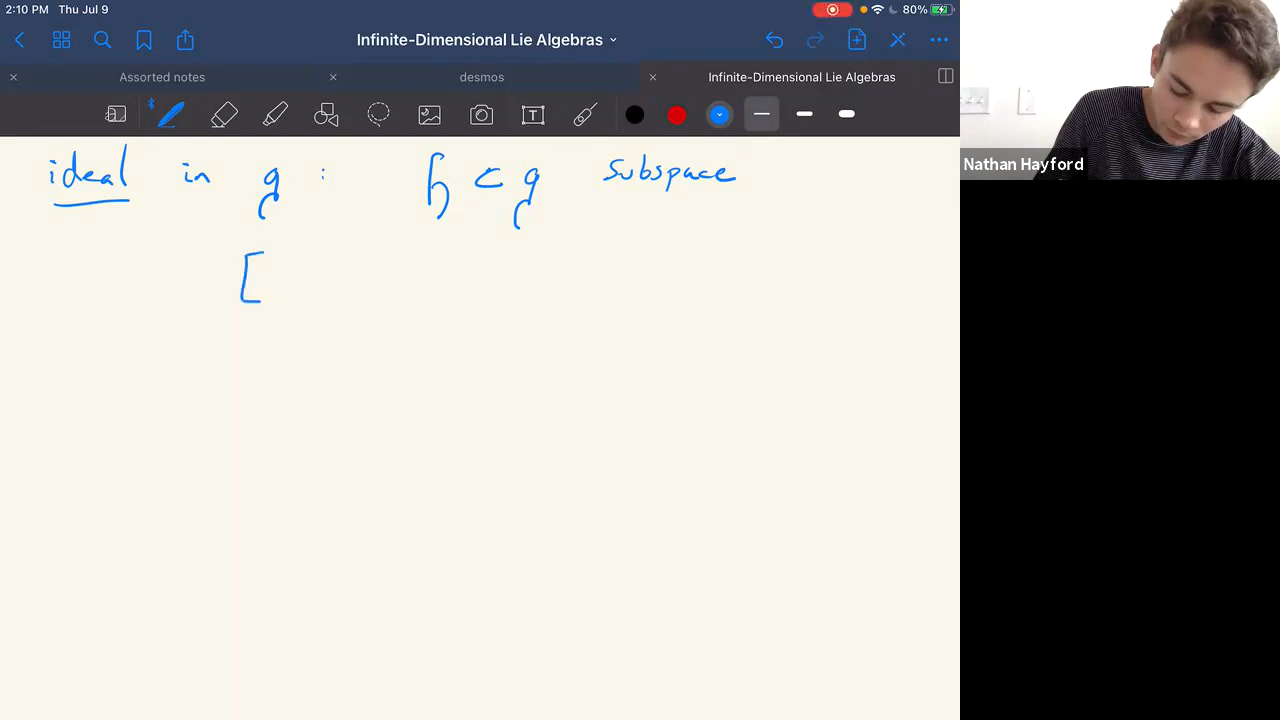 2:10 PM Thu Jul 9 80%
Infinite-Dimensional Lie Algebras
Assorted notes desmos Infinite-Dimensional Lie Algebras
T
Nathan Hayford
ideal in 𝔤 : 𝔥 ⊂ 𝔤 subspace
[